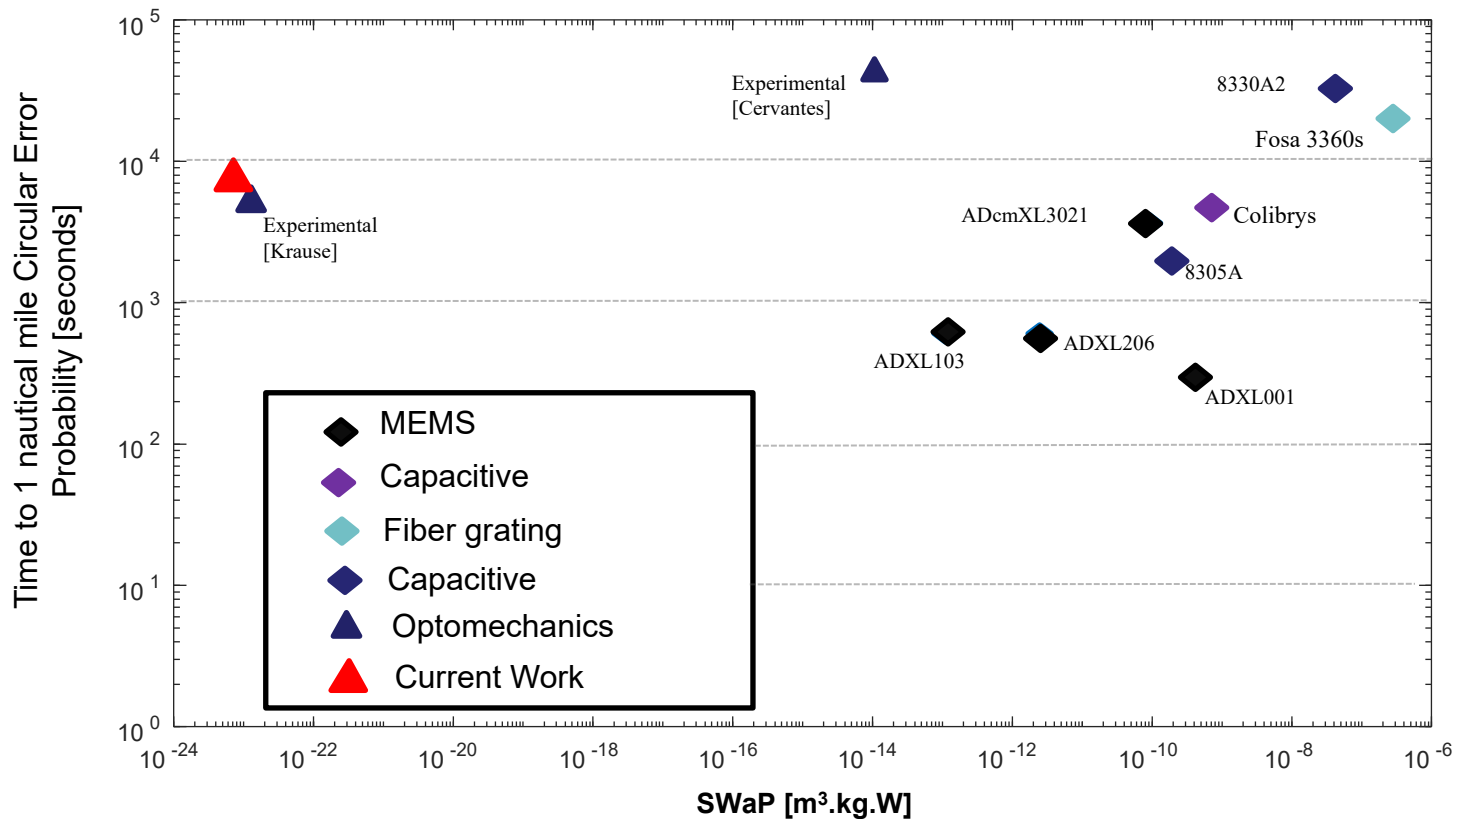 10^5
Experimental
[Cervantes]
8330A2
Fosa 3360s
10^4
Experimental
[Krause]
ADcmXL3021
Colibrys
8305A
10^3
ADXL103
ADXL206
ADXL001
10^2
10^1
10^0
MEMS
Capacitive
Fiber grating
Capacitive
Optomechanics
Current Work
10^-24 10^-22 10^-20 10^-18 10^-16 10^-14 10^-12 10^-10 10^-8 10^-6
SWaP [m³.kg.W]
Time to 1 nautical mile Circular Error
Probability [seconds]